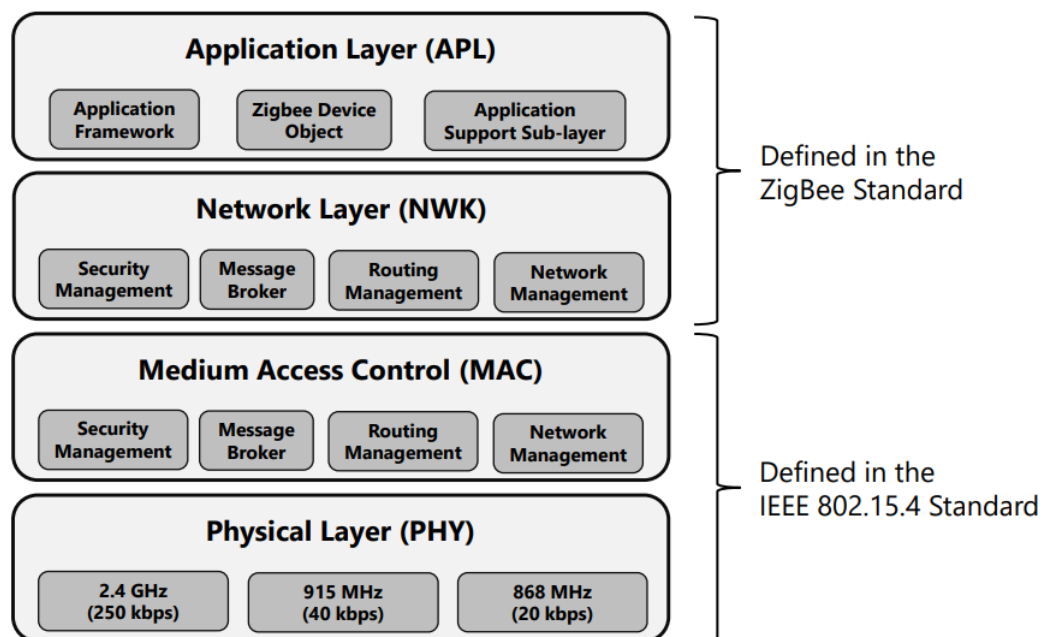 Application Layer (APL)
Application
Framework
Zigbee Device
Object
Application
Support Sub-layer
Defined in the
ZigBee Standard
Network Layer (NWK)
Security
Management
Message
Broker
Routing
Management
Network
Management
Medium Access Control (MAC)
Security
Management
Message
Broker
Routing
Management
Network
Management
Defined in the
IEEE 802.15.4 Standard
Physical Layer (PHY)
2.4 GHz
(250 kbps)
915 MHz
(40 kbps)
868 MHz
(20 kbps)